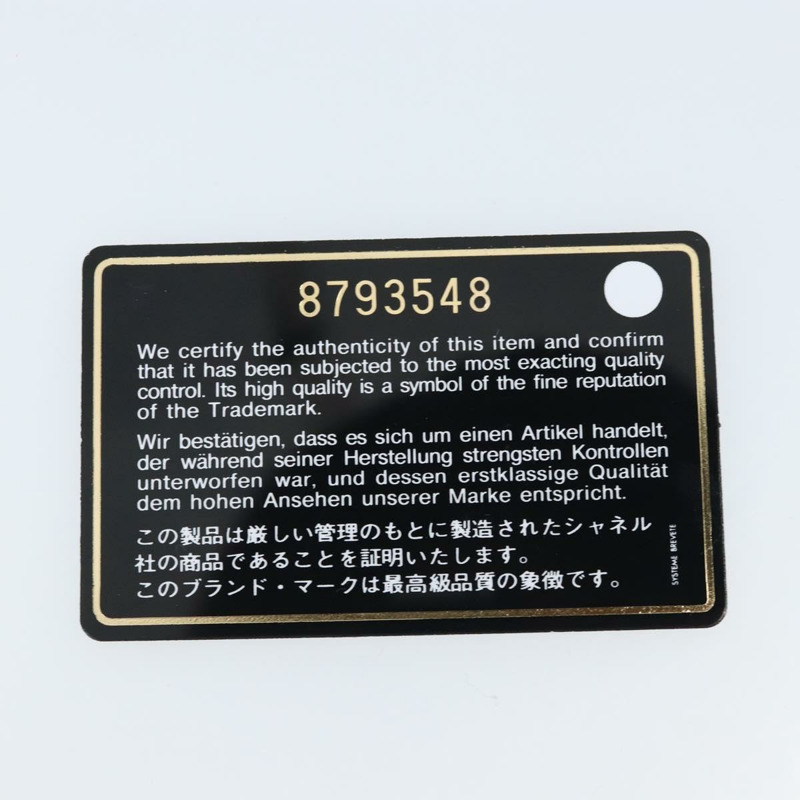 8793548
We certify the authenticity of this item and confirm
that it has been subjected to the most exacting quality
control. Its high quality is a symbol of the fine reputation
of the Trademark.
Wir bestätigen, dass es sich um einen Artikel handelt,
der während seiner Herstellung strengsten Kontrollen
unterworfen war, und dessen erstklassige Qualität
dem hohen Ansehen unserer Marke entspricht.
この製品は厳しい管理のもとに製造されたシャネル
社の商品であることを証明いたします。
このブランド・マークは最高級品質の象徴です。
SYSTEME BREVETE